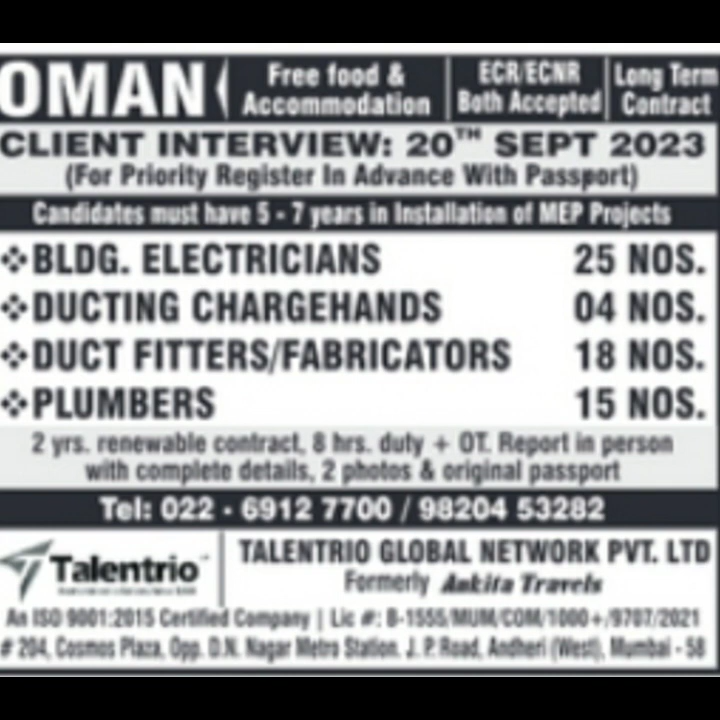 OMAN
Free food &
Accommodation
ECR/ECNR
Both Accepted
Long Term
Contract
CLIENT INTERVIEW: 20TH SEPT 2023
(For Priority Register In Advance With Passport)
Candidates must have 5 - 7 years in Installation of MEP Projects
❖BLDG. ELECTRICIANS 25 NOS.
❖DUCTING CHARGEHANDS 04 NOS.
❖DUCT FITTERS/FABRICATORS 18 NOS.
❖PLUMBERS 15 NOS.
2 yrs. renewable contract, 8 hrs. duty + OT. Report in person
with complete details, 2 photos & original passport
Tel: 022 - 6912 7700 / 98204 53282
Talentrio
TALENTRIO GLOBAL NETWORK PVT. LTD
Formerly Ankita Travels
An ISO 9001:2015 Certified Company | Lic #: B-1555/MUM/COM/1000+/9707/2021
# 204, Cosmos Plaza, Opp. D.N. Nagar Metro Station. J. P. Road, Andheri (West), Mumbai - 58